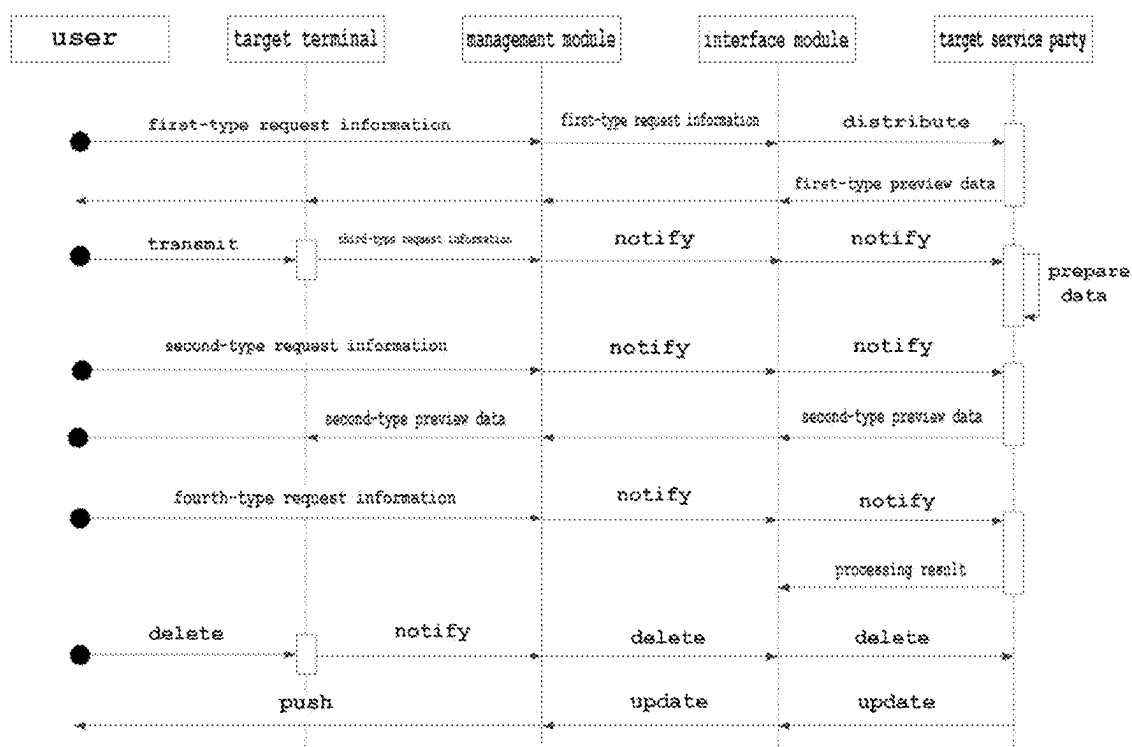 user
target terminal
management module
interface module
target service party
first-type request information
first-type request information
distribute
first-type preview data
transmit
third-type request information
notify
notify
prepare
data
second-type request information
notify
notify
second-type preview data
second-type preview data
fourth-type request information
notify
notify
processing result
delete
notify
delete
delete
push
update
update